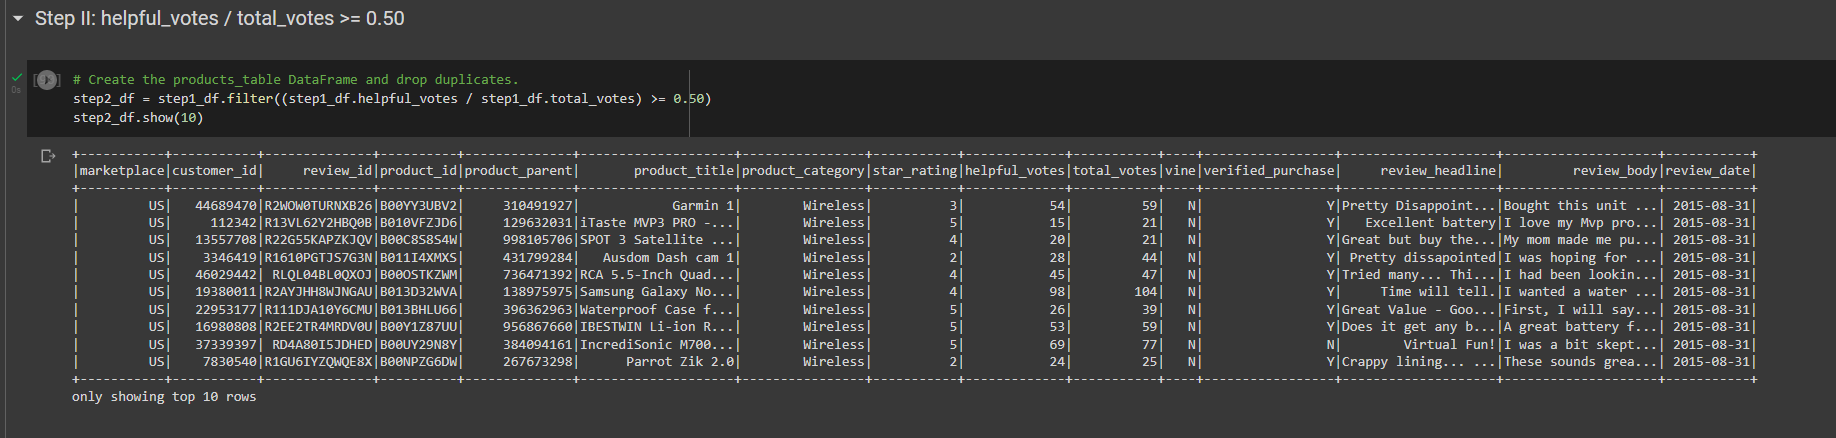 Step II: helpful_votes / total_votes >= 0.50
# Create the products_table DataFrame and drop duplicates.
0s
step2_df = step1_df.filter((step1_df.helpful_votes / step1_df.total_votes) >= 0.50)
step2_df.show(10)
+-----------+-----------+--------------+----------+--------------+--------------------+----------------+-----------+-------------+-----------+----+-----------------+--------------------+--------------------+-----------+
|marketplace|customer_id|     review_id|product_id|product_parent|       product_title|product_category|star_rating|helpful_votes|total_votes|vine|verified_purchase|     review_headline|         review_body|review_date|
+-----------+-----------+--------------+----------+--------------+--------------------+----------------+-----------+-------------+-----------+----+-----------------+--------------------+--------------------+-----------+
|         US|   44689470|R2WOW0TURNXB26|B00YY3UBV2|     310491927|            Garmin 1|        Wireless|          3|           54|         59|   N|                Y|Pretty Disappoint...|Bought this unit ...| 2015-08-31|
|         US|     112342|R13VL62Y2HBQ0B|B010VFZJD6|     129632031|iTaste MVP3 PRO -...|        Wireless|          5|           15|         21|   N|                Y|   Excellent battery|I love my Mvp pro...| 2015-08-31|
|         US|   13557708|R22G55KAPZKJQV|B00C8S8S4W|     998105706|SPOT 3 Satellite ...|        Wireless|          4|           20|         21|   N|                Y|Great but buy the...|My mom made me pu...| 2015-08-31|
|         US|    3346419|R1610PGTJS7G3N|B011I4XMXS|     431799284|   Ausdom Dash cam 1|        Wireless|          2|           28|         44|   N|                Y| Pretty dissapointed|I was hoping for ...| 2015-08-31|
|         US|   46029442| RLQL04BL0QXOJ|B00OSTKZWM|     736471392|RCA 5.5-Inch Quad...|        Wireless|          4|           45|         47|   N|                Y|Tried many... Thi...|I had been lookin...| 2015-08-31|
|         US|   19380011|R2AYJHH8WJNGAU|B013D32WVA|     138975975|Samsung Galaxy No...|        Wireless|          4|           98|        104|   N|                Y|     Time will tell.|I wanted a water ...| 2015-08-31|
|         US|   22953177|R111DJA10Y6CMU|B013BHLU66|     396362963|Waterproof Case f...|        Wireless|          5|           26|         39|   N|                Y|Great Value - Goo...|First, I will say...| 2015-08-31|
|         US|   16980808|R2EE2TR4MRDV0U|B00Y1Z87UU|     956867660|IBESTWIN Li-ion R...|        Wireless|          5|           53|         59|   N|                Y|Does it get any b...|A great battery f...| 2015-08-31|
|         US|   37339397| RD4A80I5JDHED|B00UY29N8Y|     384094161|IncrediSonic M700...|        Wireless|          5|           69|         77|   N|                N|        Virtual Fun!|I was a bit skept...| 2015-08-31|
|         US|    7830540|R1GU6IYZQWQE8X|B00NPZG6DW|     267673298|      Parrot Zik 2.0|        Wireless|          2|           24|         25|   N|                Y|Crappy lining... ...|These sounds grea...| 2015-08-31|
+-----------+-----------+--------------+----------+--------------+--------------------+----------------+-----------+-------------+-----------+----+-----------------+--------------------+--------------------+-----------+
only showing top 10 rows